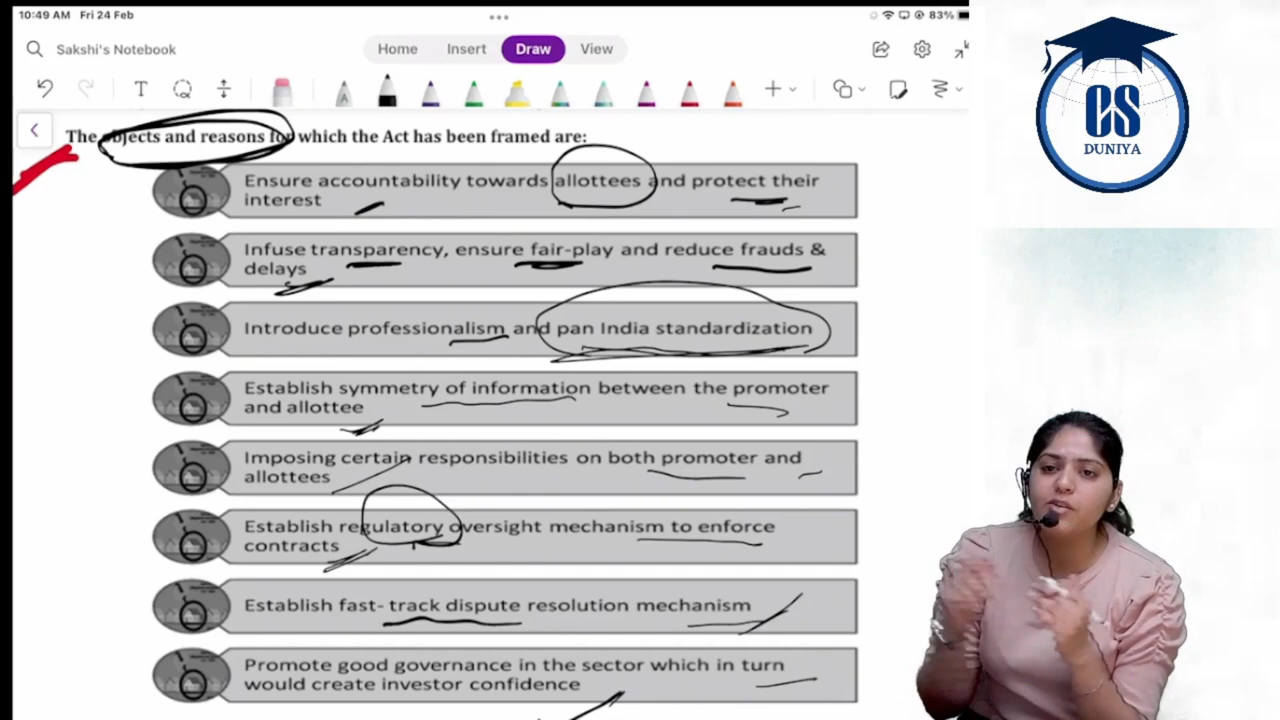 10:49 AM Fri 24 Feb
83%
Sakshi's Notebook
Home
Insert
Draw
View
T
A
The objects and reasons for which the Act has been framed are:
Ensure accountability towards allottees and protect their
interest
Infuse transparency, ensure fair-play and reduce frauds &
delays
Introduce professionalism and pan India standardization
Establish symmetry of information between the promoter
and allottee
Imposing certain responsibilities on both promoter and
allottees
Establish regulatory oversight mechanism to enforce
contracts
Establish fast- track dispute resolution mechanism
Promote good governance in the sector which in turn
would create investor confidence
CS
DUNIYA